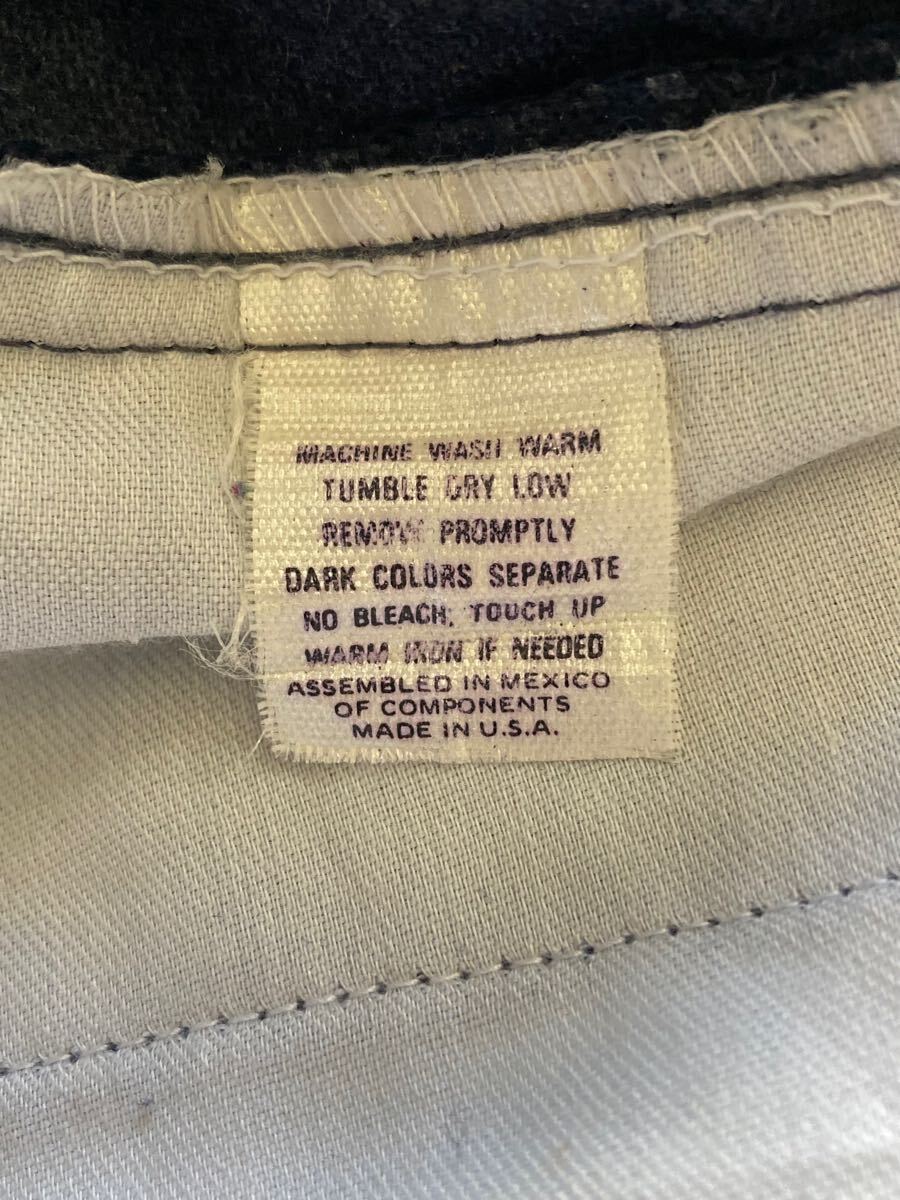 MACHINE WASH WARM
TUMBLE DRY LOW
REMOVE PROMPTLY
DARK COLORS SEPARATE
NO BLEACH, TOUCH UP
WARM IRON IF NEEDED
ASSEMBLED IN MEXICO
OF COMPONENTS
MADE IN U.S.A.